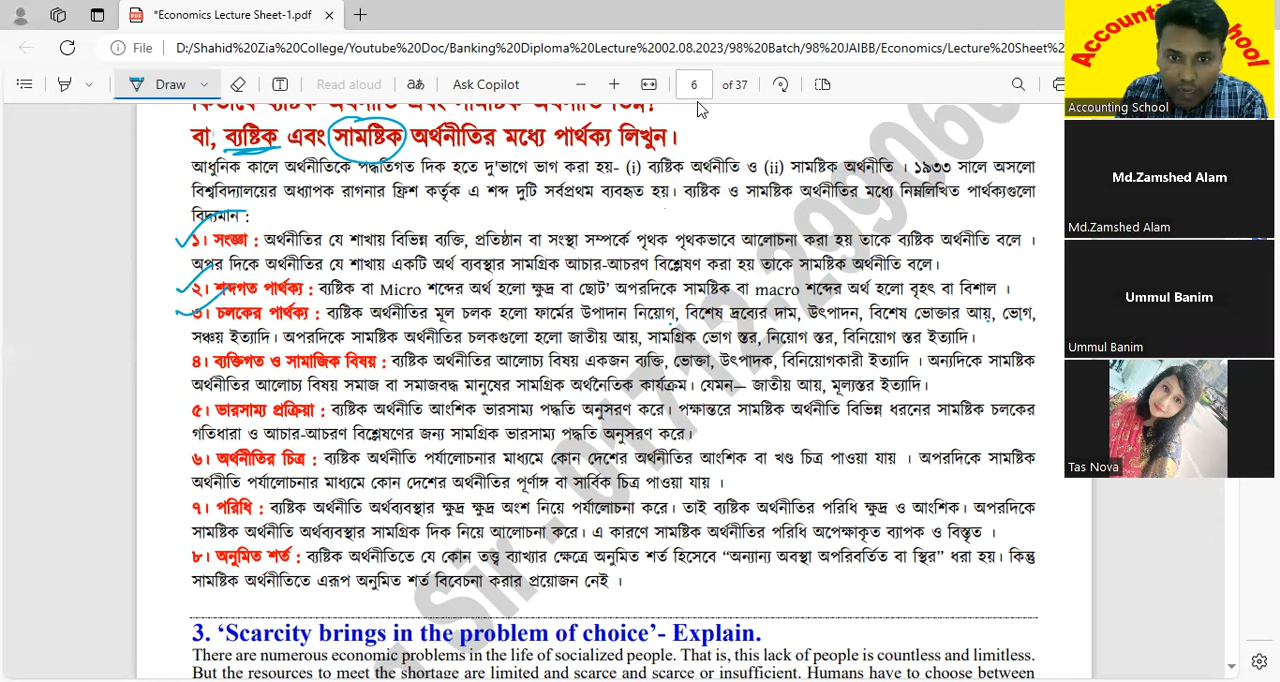 *Economics Lecture Sheet-1.pdf
File
D:/Shahid%20Zia%20College/Youtube%20Doc/Banking%20Diploma%20Lecture%2002.08.2023/98%20Batch/98%20JAIBB/Economics/Lecture%20Sheet%
Draw
Read aloud
aあ
Ask Copilot
6 of 37
কিভাবে ব্যষ্টিক অর্থনীতি এবং সামষ্টিক অর্থনীতি ভিন্ন?
বা, ব্যষ্টিক এবং সামষ্টিক অর্থনীতির মধ্যে পার্থক্য লিখুন।
আধুনিক কালে অর্থনীতিকে পদ্ধতিগত দিক হতে দু'ভাগে ভাগ করা হয়- (i) ব্যষ্টিক অর্থনীতি ও (ii) সামষ্টিক অর্থনীতি । ১৯৩৩ সালে অসলো
বিশ্ববিদ্যালয়ের অধ্যাপক রাগনার ফ্রিশ কর্তৃক এ শব্দ দুটি সর্বপ্রথম ব্যবহৃত হয়। ব্যষ্টিক ও সামষ্টিক অর্থনীতির মধ্যে নিম্নলিখিত পার্থক্যগুলো
বিদ্যমান :
১। সংজ্ঞা : অর্থনীতির যে শাখায় বিভিন্ন ব্যক্তি, প্রতিষ্ঠান বা সংস্থা সম্পর্কে পৃথক পৃথকভাবে আলোচনা করা হয় তাকে ব্যষ্টিক অর্থনীতি বলে ।
অপর দিকে অর্থনীতির যে শাখায় একটি অর্থ ব্যবস্থার সামগ্রিক আচার-আচরণ বিশ্লেষণ করা হয় তাকে সামষ্টিক অর্থনীতি বলে।
২। শব্দগত পার্থক্য : ব্যষ্টিক বা Micro শব্দের অর্থ হলো ক্ষুদ্র বা ছোট' অপরদিকে সামষ্টিক বা macro শব্দের অর্থ হলো বৃহৎ বা বিশাল ।
৩। চলকের পার্থক্য : ব্যষ্টিক অর্থনীতির মূল চলক হলো ফার্মের উপাদান নিয়োগ, বিশেষ দ্রব্যের দাম, উৎপাদন, বিশেষ ভোক্তার আয়, ভোগ,
সঞ্চয় ইত্যাদি। অপরদিকে সামষ্টিক অর্থনীতির চলকগুলো হলো জাতীয় আয়, সামগ্রিক ভোগ স্তর, নিয়োগ স্তর, বিনিয়োগ স্তর ইত্যাদি।
৪। ব্যক্তিগত ও সামাজিক বিষয় : ব্যষ্টিক অর্থনীতির আলোচ্য বিষয় একজন ব্যক্তি, ভোক্তা, উৎপাদক, বিনিয়োগকারী ইত্যাদি । অন্যদিকে সামষ্টিক
অর্থনীতির আলোচ্য বিষয় সমাজ বা সমাজবদ্ধ মানুষের সামগ্রিক অর্থনৈতিক কার্যক্রম। যেমন— জাতীয় আয়, মূল্যস্তর ইত্যাদি।
৫। ভারসাম্য প্রক্রিয়া : ব্যষ্টিক অর্থনীতি আংশিক ভারসাম্য পদ্ধতি অনুসরণ করে। পক্ষান্তরে সামষ্টিক অর্থনীতি বিভিন্ন ধরনের সামষ্টিক চলকের
গতিধারা ও আচার-আচরণ বিশ্লেষণের জন্য সামগ্রিক ভারসাম্য পদ্ধতি অনুসরণ করে।
৬। অর্থনীতির চিত্র : ব্যষ্টিক অর্থনীতি পর্যালোচনার মাধ্যমে কোন দেশের অর্থনীতির আংশিক বা খণ্ড চিত্র পাওয়া যায় । অপরদিকে সামষ্টিক
অর্থনীতি পর্যালোচনার মাধ্যমে কোন দেশের অর্থনীতির পূর্ণাঙ্গ বা সার্বিক চিত্র পাওয়া যায় ।
৭। পরিধি : ব্যষ্টিক অর্থনীতি অর্থব্যবস্থার ক্ষুদ্র ক্ষুদ্র অংশ নিয়ে পর্যালোচনা করে। তাই ব্যষ্টিক অর্থনীতির পরিধি ক্ষুদ্র ও আংশিক। অপরদিকে
সামষ্টিক অর্থনীতি অর্থব্যবস্থার সামগ্রিক দিক নিয়ে আলোচনা করে। এ কারণে সামষ্টিক অর্থনীতির পরিধি অপেক্ষাকৃত ব্যাপক ও বিস্তৃত ।
৮। অনুমিত শর্ত : ব্যষ্টিক অর্থনীতিতে যে কোন তত্ত্ব ব্যাখ্যার ক্ষেত্রে অনুমিত শর্ত হিসেবে “অন্যান্য অবস্থা অপরিবর্তিত বা স্থির” ধরা হয়। কিন্তু
সামষ্টিক অর্থনীতিতে এরূপ অনুমিত শর্ত বিবেচনা করার প্রয়োজন নেই ।
3. ‘Scarcity brings in the problem of choice’- Explain.
There are numerous economic problems in the life of socialized people. That is, this lack of people is countless and limitless.
But the resources to meet the shortage are limited and scarce and scarce or insufficient. Humans have to choose between
Accounting School
Md.Zamshed Alam
Md.Zamshed Alam
Ummul Banim
Ummul Banim
Tas Nova